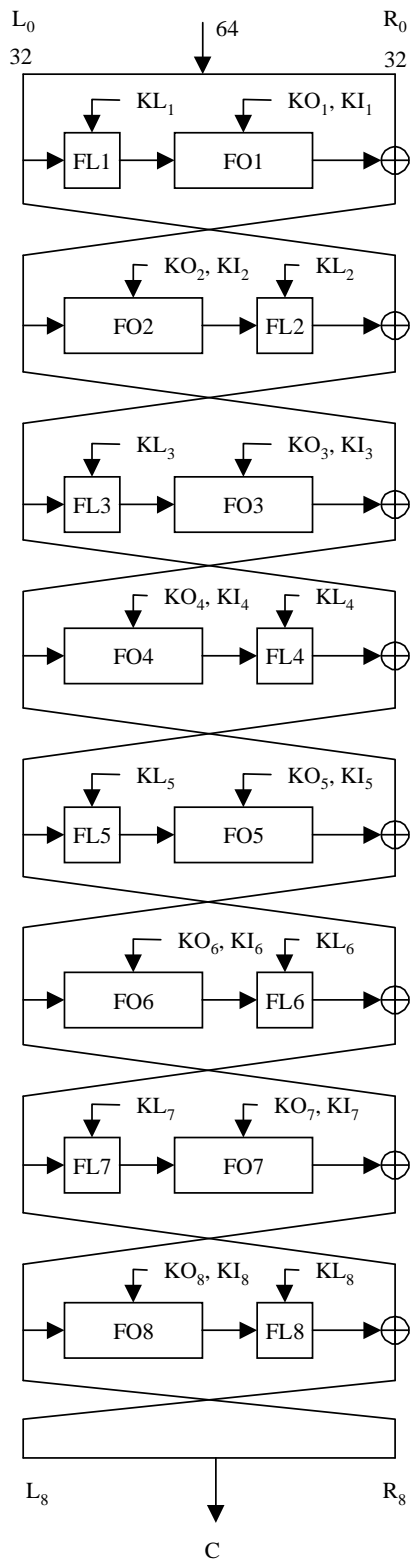 L₀ 64 R₀
32 32
KL₁ KO₁, KI₁
FL1 FO1
KO₂, KI₂ KL₂
FO2 FL2
KL₃ KO₃, KI₃
FL3 FO3
KO₄, KI₄ KL₄
FO4 FL4
KL₅ KO₅, KI₅
FL5 FO5
KO₆, KI₆ KL₆
FO6 FL6
KL₇ KO₇, KI₇
FL7 FO7
KO₈, KI₈ KL₈
FO8 FL8
L₈ R₈
C